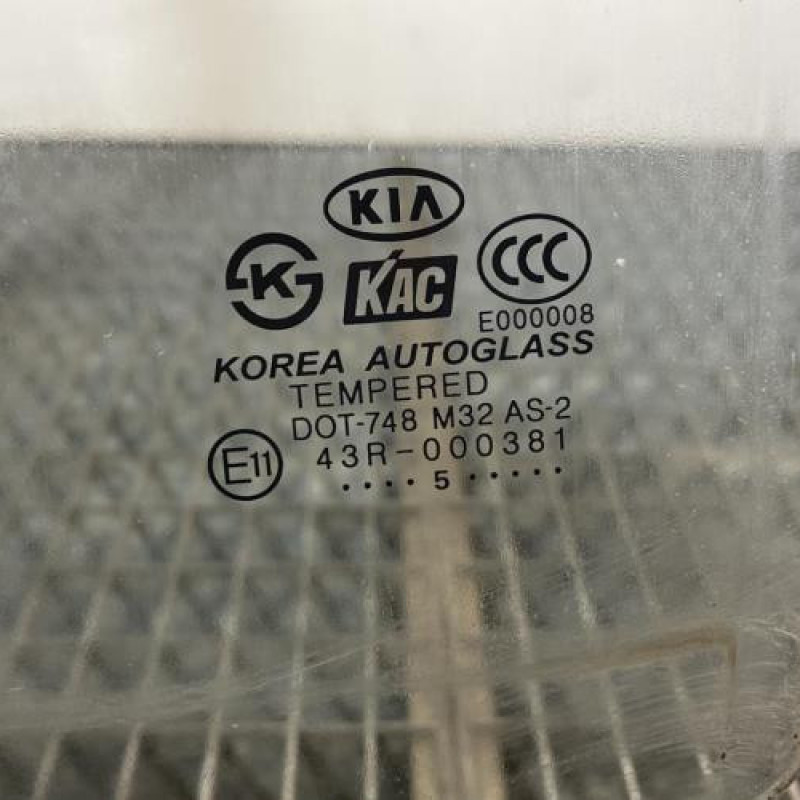 KIA
K KAC CCC
E000008
KOREA AUTOGLASS
TEMPERED
DOT-748 M32 AS-2
E11 43R-000381
.... 5 .....